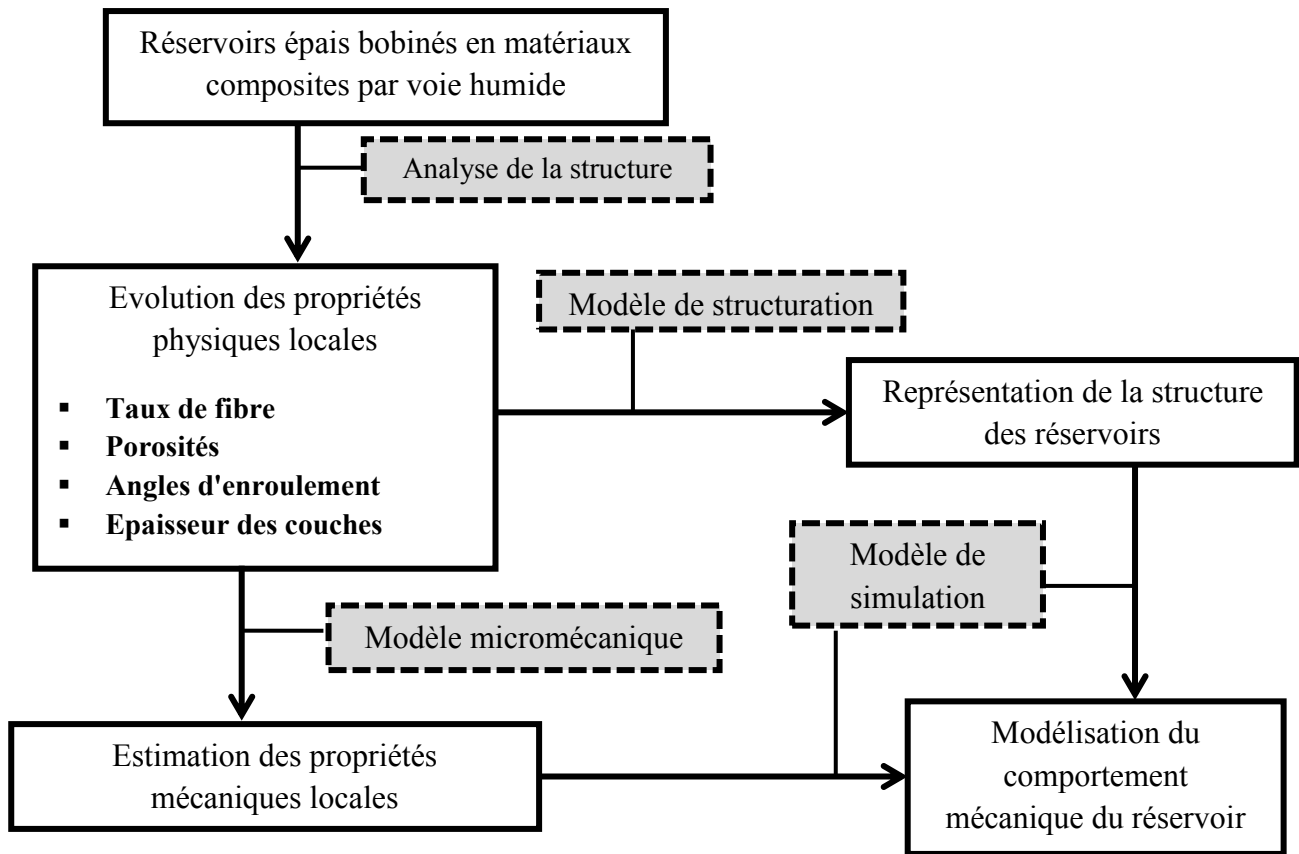 Réservoirs épais bobinés en matériaux
composites par voie humide
Analyse de la structure
Evolution des propriétés
physiques locales
▪ Taux de fibre
▪ Porosités
▪ Angles d'enroulement
▪ Epaisseur des couches
Modèle de structuration
Représentation de la structure
des réservoirs
Modèle de
simulation
Modèle micromécanique
Estimation des propriétés
mécaniques locales
Modélisation du
comportement
mécanique du réservoir